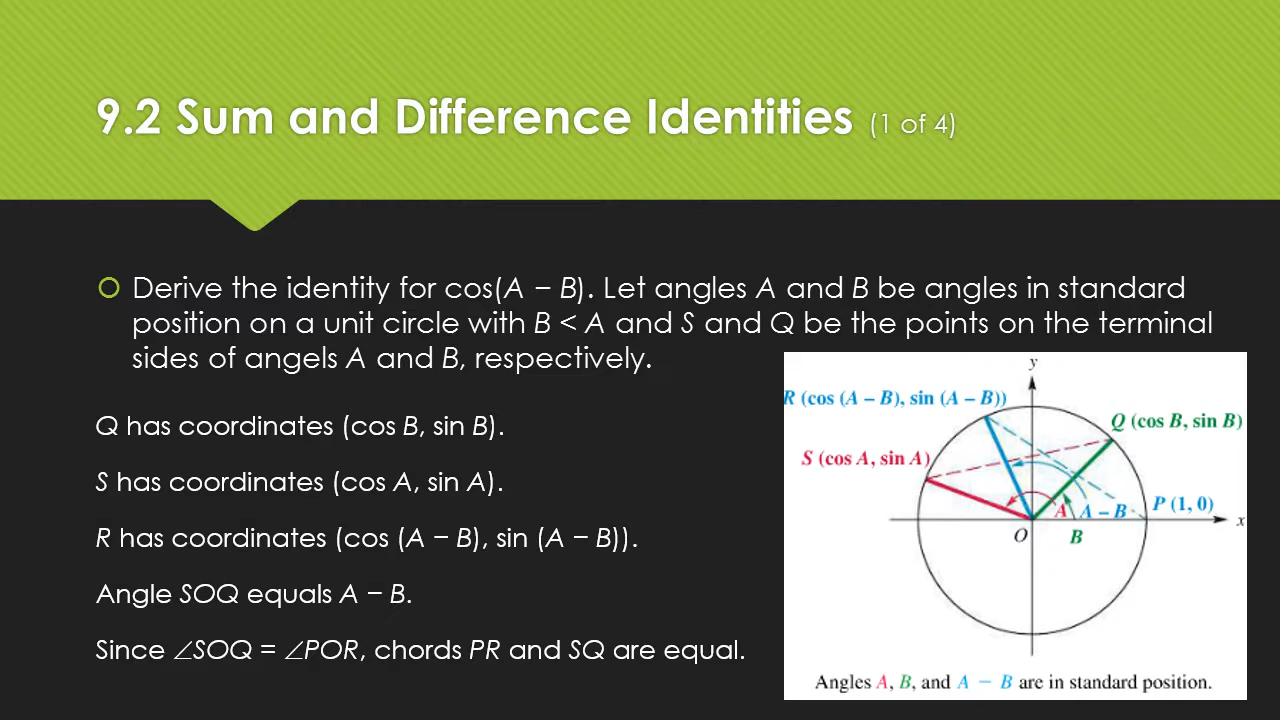 9.2 Sum and Difference Identities (1 of 4)
Derive the identity for cos(A − B). Let angles A and B be angles in standard
position on a unit circle with B < A and S and Q be the points on the terminal
sides of angels A and B, respectively.
Q has coordinates (cos B, sin B).
S has coordinates (cos A, sin A).
R has coordinates (cos (A − B), sin (A − B)).
Angle SOQ equals A − B.
Since ∠SOQ = ∠POR, chords PR and SQ are equal.
y
R (cos (A – B), sin (A – B))
Q (cos B, sin B)
S (cos A, sin A)
P (1, 0)
A
A – B
x
O
B
Angles A, B, and A − B are in standard position.